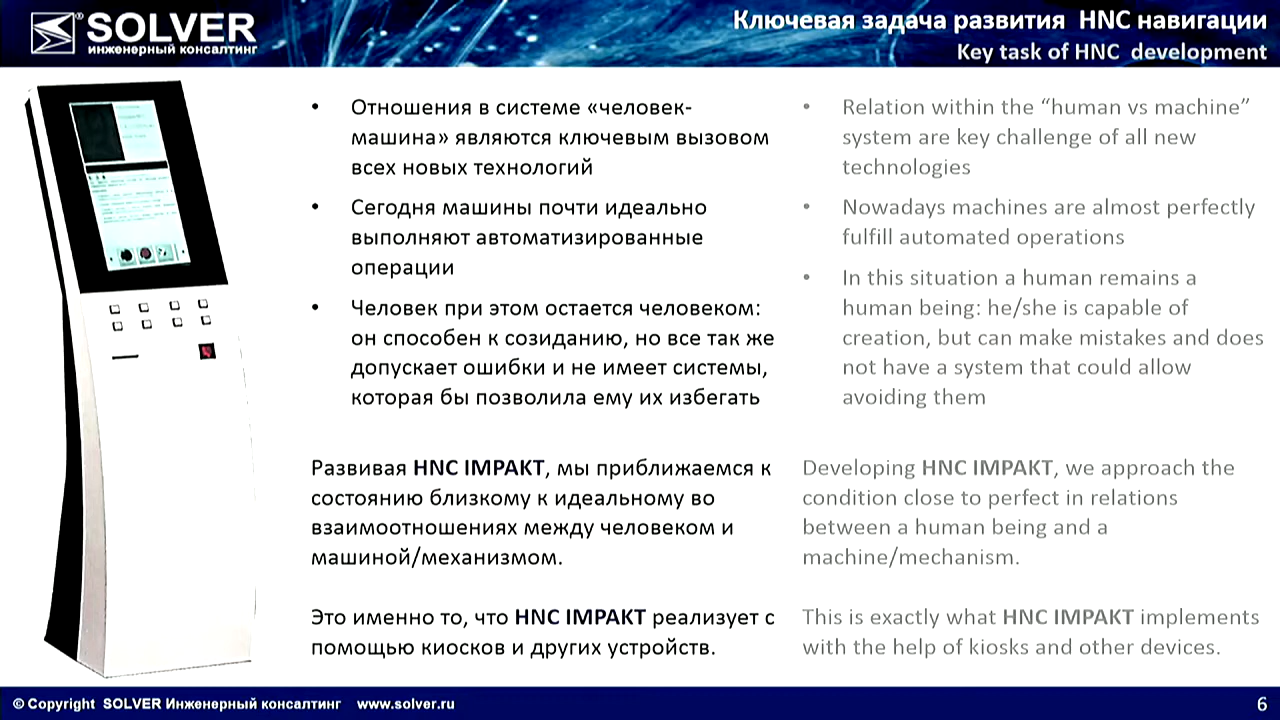 SOLVER®
инженерный консалтинг
Ключевая задача развития HNC навигации
Key task of HNC development
• Отношения в системе «человек-
машина» являются ключевым вызовом
всех новых технологий
• Сегодня машины почти идеально
выполняют автоматизированные
операции
• Человек при этом остается человеком:
он способен к созиданию, но все так же
допускает ошибки и не имеет системы,
которая бы позволила ему их избегать
Развивая HNC IMPAKT, мы приближаемся к
состоянию близкому к идеальному во
взаимоотношениях между человеком и
машиной/механизмом.
Это именно то, что HNC IMPAKT реализует с
помощью киосков и других устройств.
• Relation within the “human vs machine”
system are key challenge of all new
technologies
• Nowadays machines are almost perfectly
fulfill automated operations
• In this situation a human remains a
human being: he/she is capable of
creation, but can make mistakes and does
not have a system that could allow
avoiding them
Developing HNC IMPAKT, we approach the
condition close to perfect in relations
between a human being and a
machine/mechanism.
This is exactly what HNC IMPAKT implements
with the help of kiosks and other devices.
© Copyright SOLVER Инженерный консалтинг www.solver.ru
6